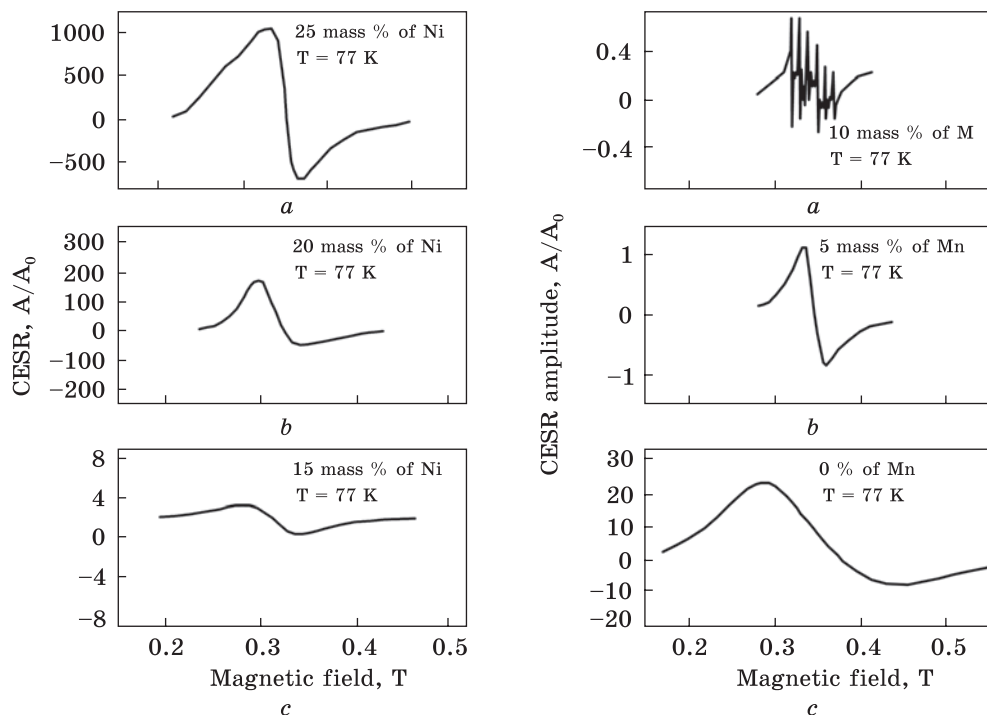 1000
500
0
−500
25 mass % of Ni
T = 77 K
a
300
200
100
0
−100
−200
20 mass % of Ni
T = 77 K
b
CESR, A/A0
8
4
0
−4
−8
15 mass % of Ni
T = 77 K
0.2 0.3 0.4 0.5
Magnetic field, T
c
0.4
0
−0.4
10 mass % of M
T = 77 K
a
1
0
−1
5 mass % of Mn
T = 77 K
b
CESR amplitude, A/A0
30
20
10
0
−10
−20
0 % of Mn
T = 77 K
0.2 0.3 0.4 0.5
Magnetic field, T
c